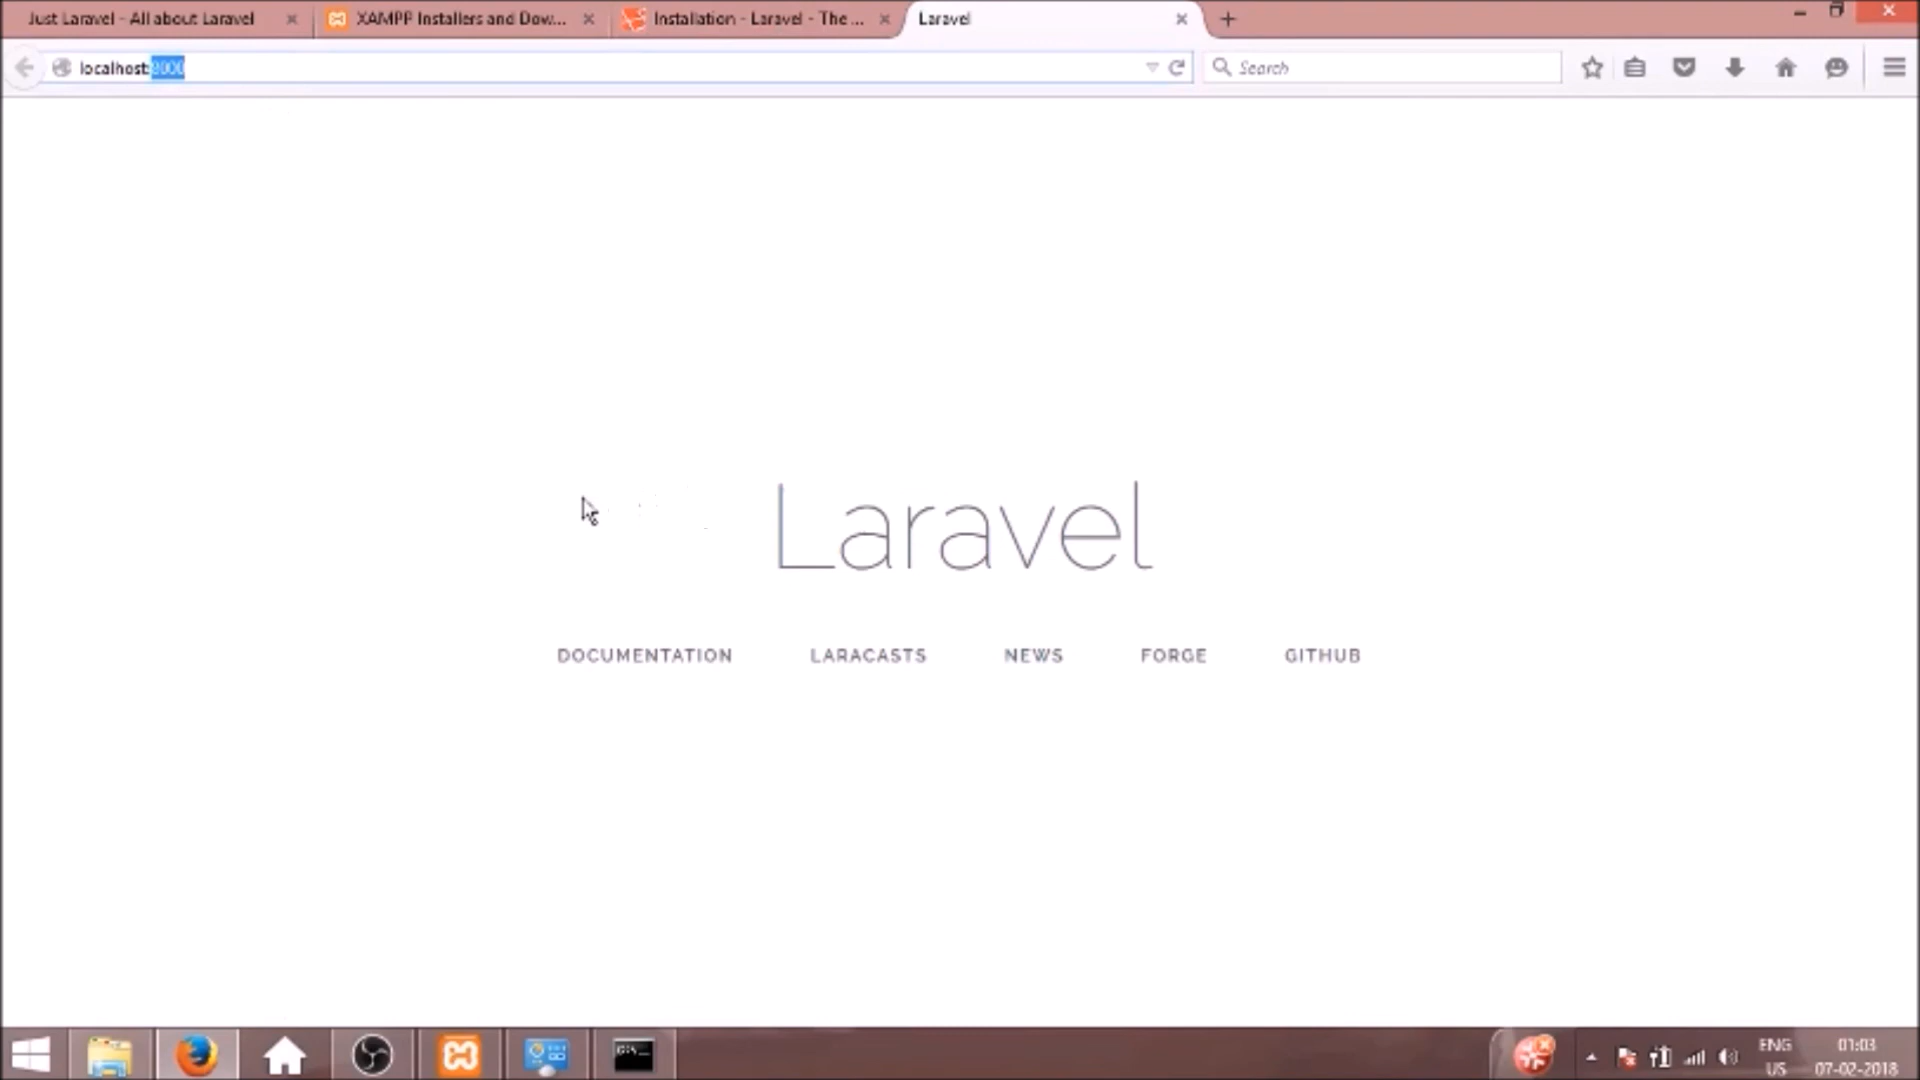 Just Laravel - All about Laravel
XAMPP Installers and Dow...
Installation - Laravel - The ...
Laravel
localhost:8000
Search
Laravel
DOCUMENTATION LARACASTS NEWS FORGE GITHUB
ENG
US
01:03
07-02-2018